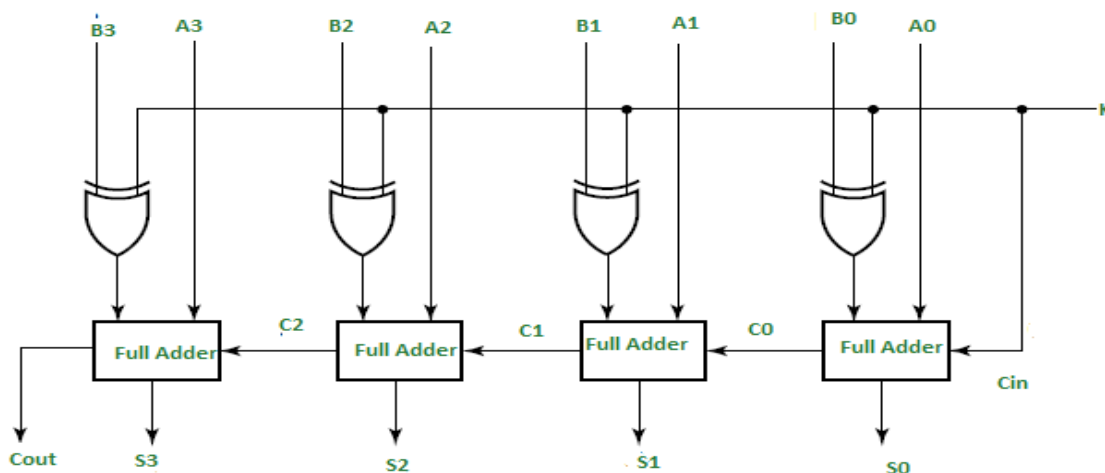 B3 A3 B2 A2 B1 A1 B0 A0
K
Full Adder C2 Full Adder C1 Full Adder C0 Full Adder
Cin
Cout S3 S2 S1 S0